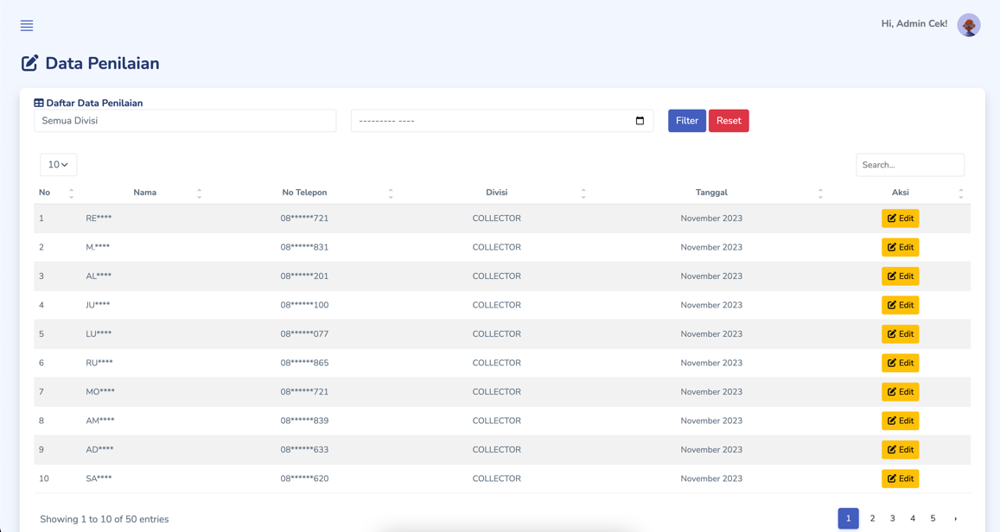 Hi, Admin Cek!
Data Penilaian
Daftar Data Penilaian
Semua Divisi --------- ---- Filter Reset
10 Search...
No Nama No Telepon Divisi Tanggal Aksi
1 RE**** 08******721 COLLECTOR November 2023 Edit
2 M.**** 08******831 COLLECTOR November 2023 Edit
3 AL**** 08******201 COLLECTOR November 2023 Edit
4 JU**** 08******100 COLLECTOR November 2023 Edit
5 LU**** 08******077 COLLECTOR November 2023 Edit
6 RU**** 08******865 COLLECTOR November 2023 Edit
7 MO**** 08******721 COLLECTOR November 2023 Edit
8 AM**** 08******839 COLLECTOR November 2023 Edit
9 AD**** 08******633 COLLECTOR November 2023 Edit
10 SA**** 08******620 COLLECTOR November 2023 Edit
Showing 1 to 10 of 50 entries 1 2 3 4 5 ›